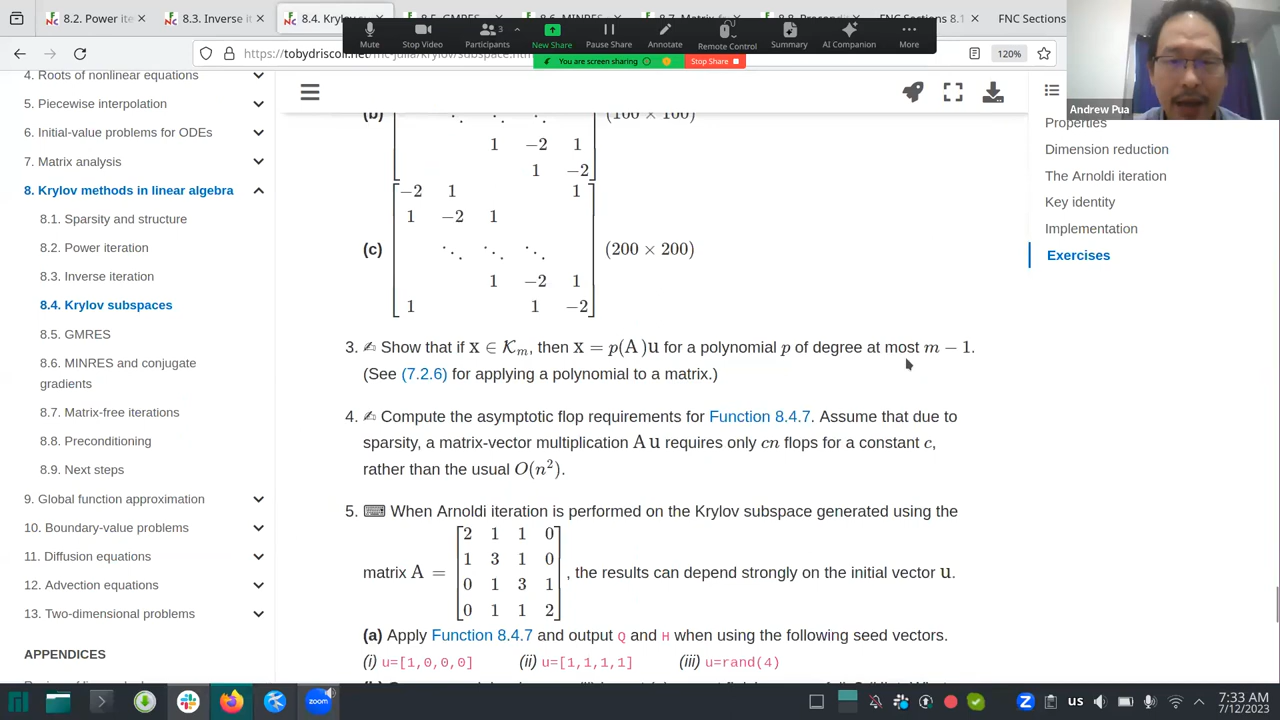 8.2. Power ite
8.3. Inverse it
8.4. Krylov s
8.5. GMRES
8.6. MINRES
FNC Sections 8.1
FNC Sections
https://tobydriscoll.net/fnc-julia/krylov/subspace.htm
120%
Mute
Stop Video
Participants
3
New Share
Pause Share
Annotate
Remote Control
Summary
AI Companion
More
You are screen sharing
Stop Share
Andrew Pua
4. Roots of nonlinear equations
5. Piecewise interpolation
6. Initial-value problems for ODEs
7. Matrix analysis
8. Krylov methods in linear algebra
8.1. Sparsity and structure
8.2. Power iteration
8.3. Inverse iteration
8.4. Krylov subspaces
8.5. GMRES
8.6. MINRES and conjugate
gradients
8.7. Matrix-free iterations
8.8. Preconditioning
8.9. Next steps
9. Global function approximation
10. Boundary-value problems
11. Diffusion equations
12. Advection equations
13. Two-dimensional problems
APPENDICES
(b) ⋱ ⋱ ⋱ (100 × 100)
1 −2 1
1 −2
−2 1 1
1 −2 1
(c) ⋱ ⋱ ⋱ (200 × 200)
1 −2 1
1 1 −2
3. ✍ Show that if x ∈ 𝒦ₘ, then x = p(A)u for a polynomial p of degree at most m − 1.
(See (7.2.6) for applying a polynomial to a matrix.)
4. ✍ Compute the asymptotic flop requirements for Function 8.4.7. Assume that due to
sparsity, a matrix-vector multiplication A u requires only cn flops for a constant c,
rather than the usual O(n²).
5. ⌨ When Arnoldi iteration is performed on the Krylov subspace generated using the
2 1 1 0
1 3 1 0
matrix A = , the results can depend strongly on the initial vector u.
0 1 3 1
0 1 1 2
(a) Apply Function 8.4.7 and output Q and H when using the following seed vectors.
(i) u=[1,0,0,0] (ii) u=[1,1,1,1] (iii) u=rand(4)
Properties
Dimension reduction
The Arnoldi iteration
Key identity
Implementation
Exercises
us
7:33 AM
7/12/2023